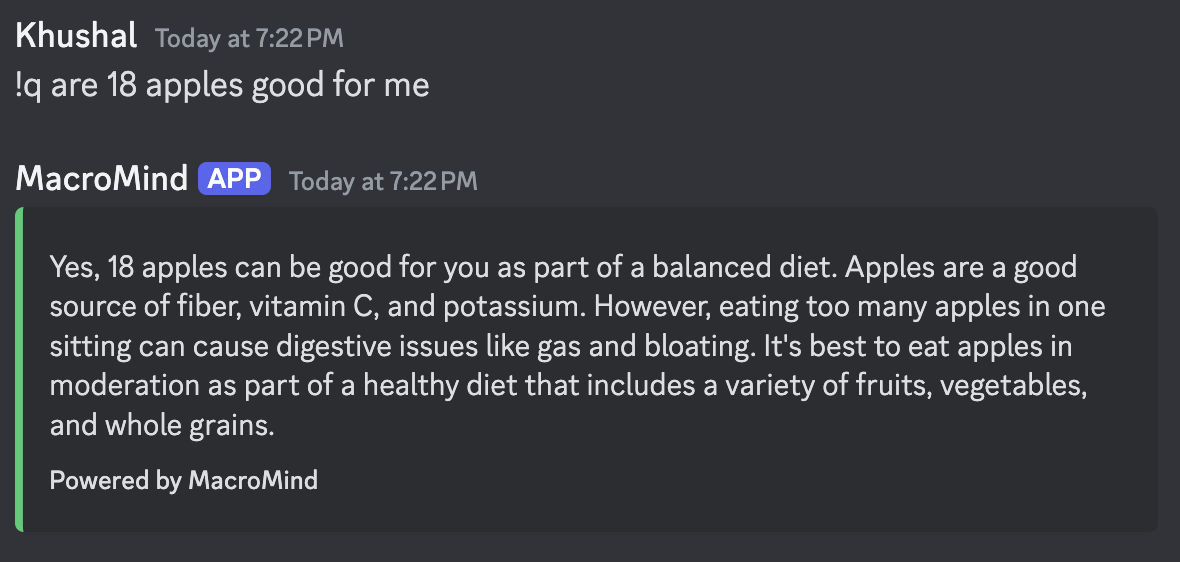 Khushal Today at 7:22 PM
!q are 18 apples good for me
MacroMind APP Today at 7:22 PM
Yes, 18 apples can be good for you as part of a balanced diet. Apples are a good
source of fiber, vitamin C, and potassium. However, eating too many apples in one
sitting can cause digestive issues like gas and bloating. It's best to eat apples in
moderation as part of a healthy diet that includes a variety of fruits, vegetables,
and whole grains.
Powered by MacroMind